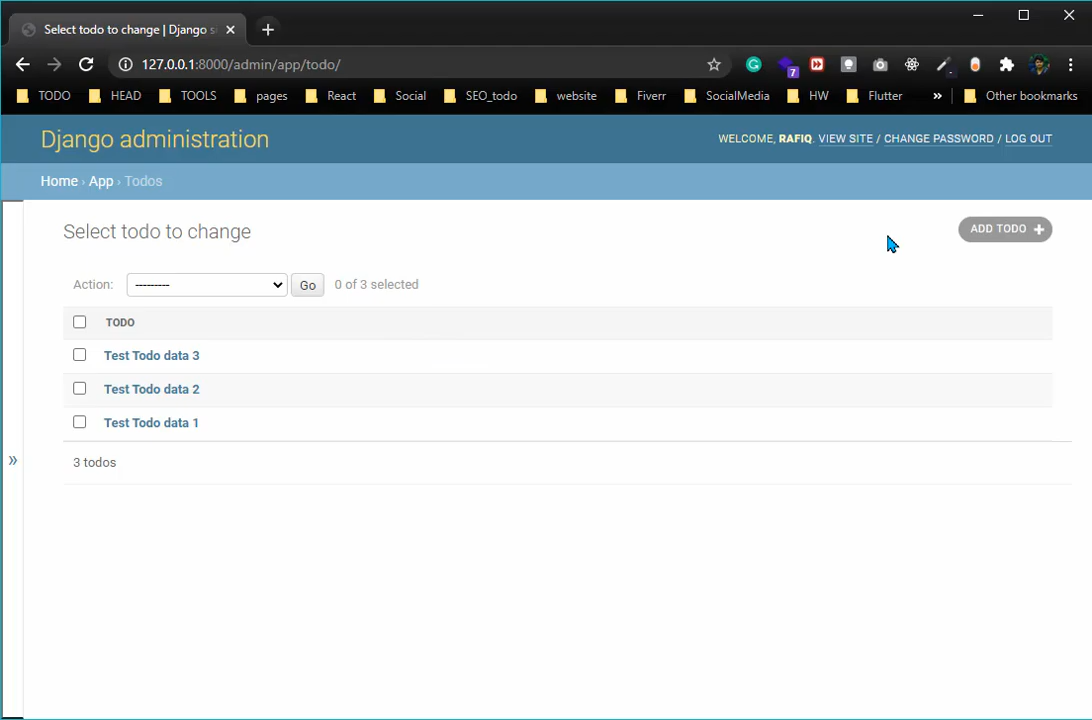 Select todo to change | Django s
127.0.0.1:8000/admin/app/todo/
7
TODO HEAD TOOLS pages React Social SEO_todo website Fiverr SocialMedia HW Flutter » Other bookmarks
Django administration
WELCOME, RAFIQ. VIEW SITE / CHANGE PASSWORD / LOG OUT
Home › App › Todos
Select todo to change
ADD TODO +
Action: --------- Go 0 of 3 selected
TODO
Test Todo data 3
Test Todo data 2
Test Todo data 1
»
3 todos